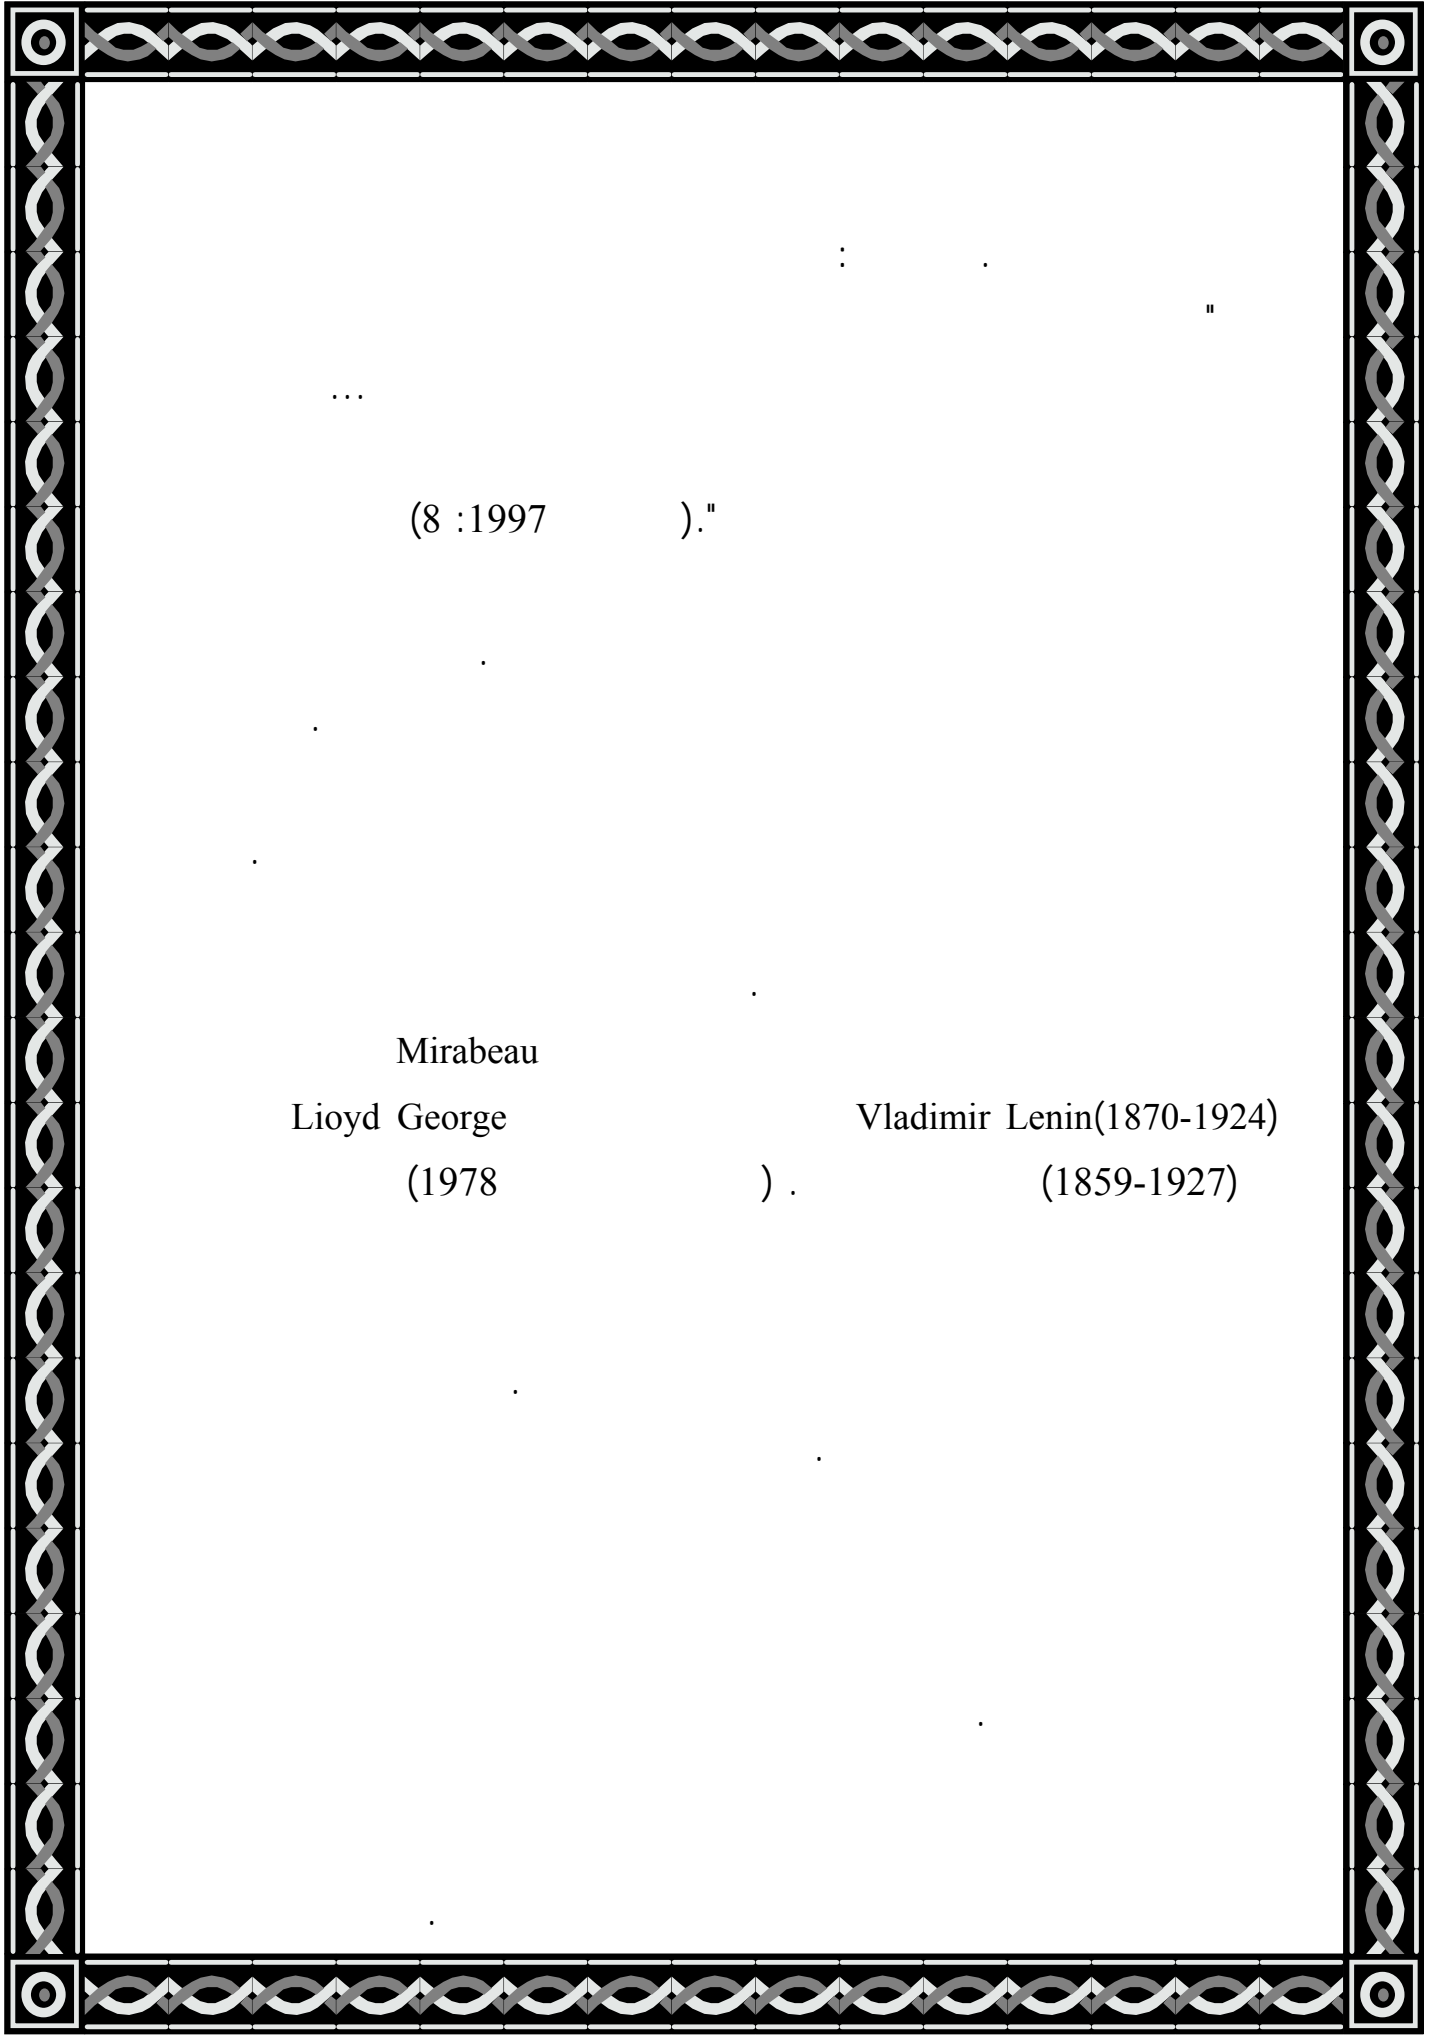 . :
"
...
".( 1997: 8)
.
.
.
.
Mirabeau
Vladimir Lenin(1870-1924) Lioyd George
(1859-1927) . ( 1978)
.
.
.
.